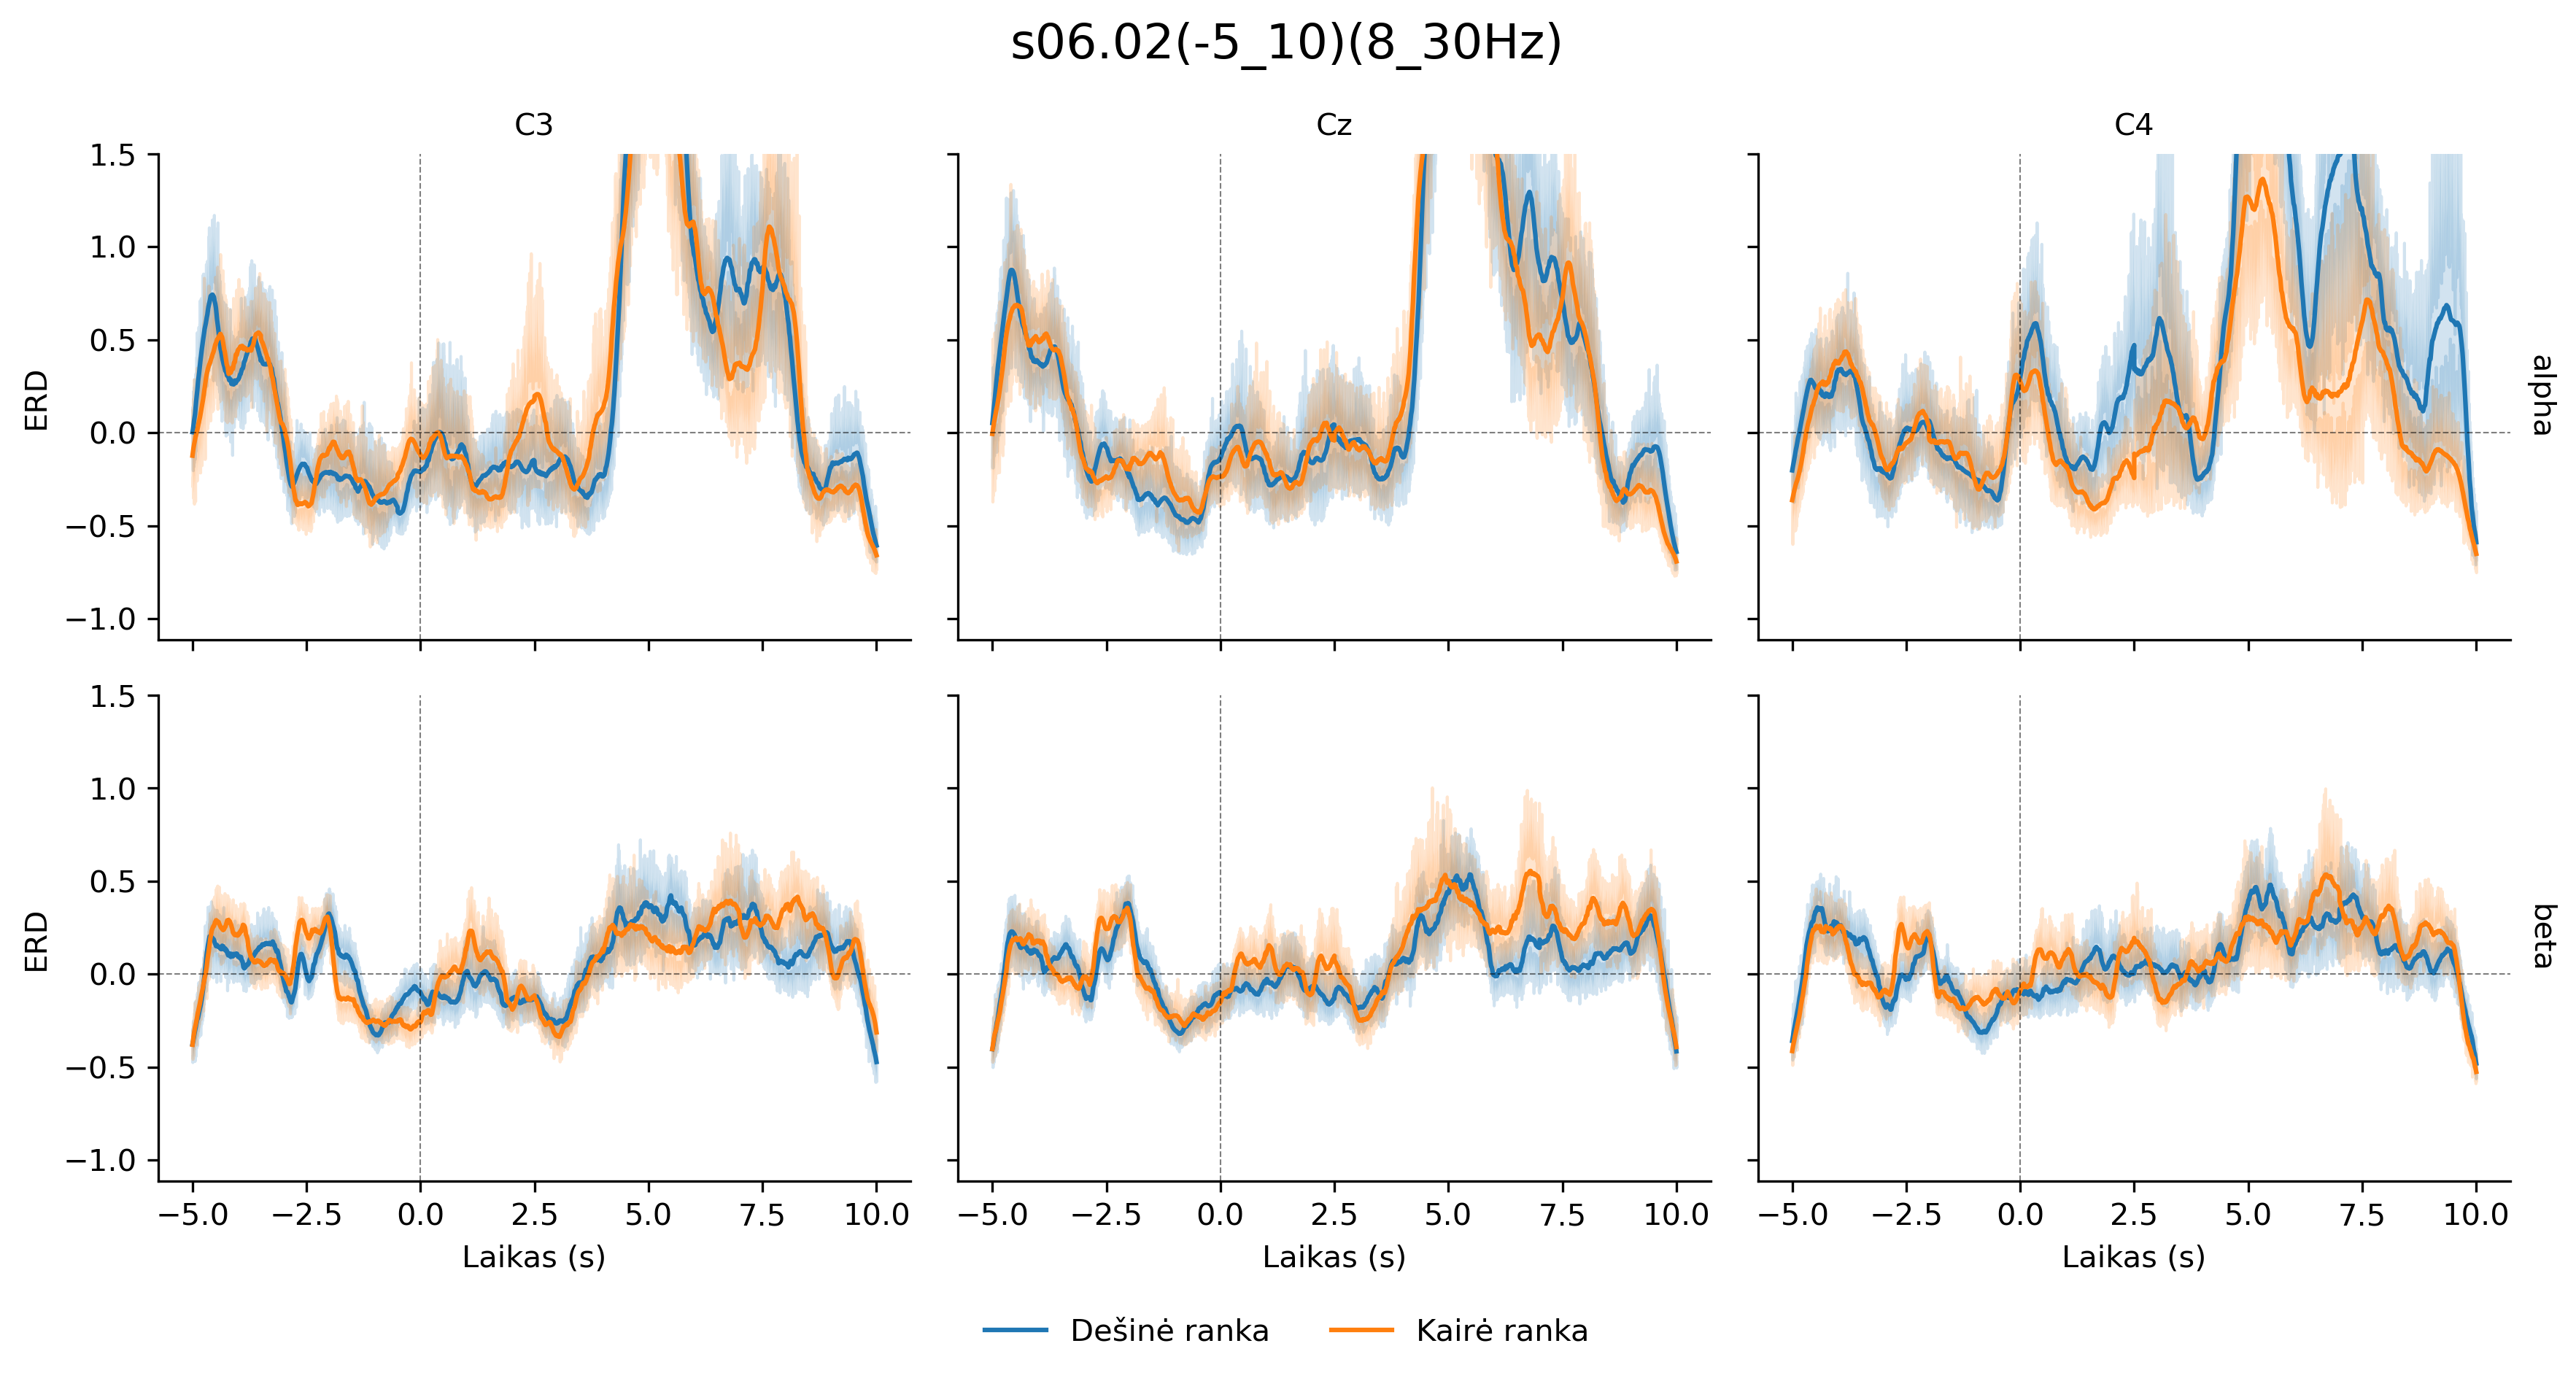 s06.02(-5_10)(8_30Hz)
C3 Cz C4
1.5
1.0
0.5
0.0
−0.5
−1.0
ERD
alpha
1.5
1.0
0.5
0.0
−0.5
−1.0
ERD
beta
−5.0 −2.5 0.0 2.5 5.0 7.5 10.0 −5.0 −2.5 0.0 2.5 5.0 7.5 10.0 −5.0 −2.5 0.0 2.5 5.0 7.5 10.0
Laikas (s) Laikas (s) Laikas (s)
Dešinė ranka Kairė ranka